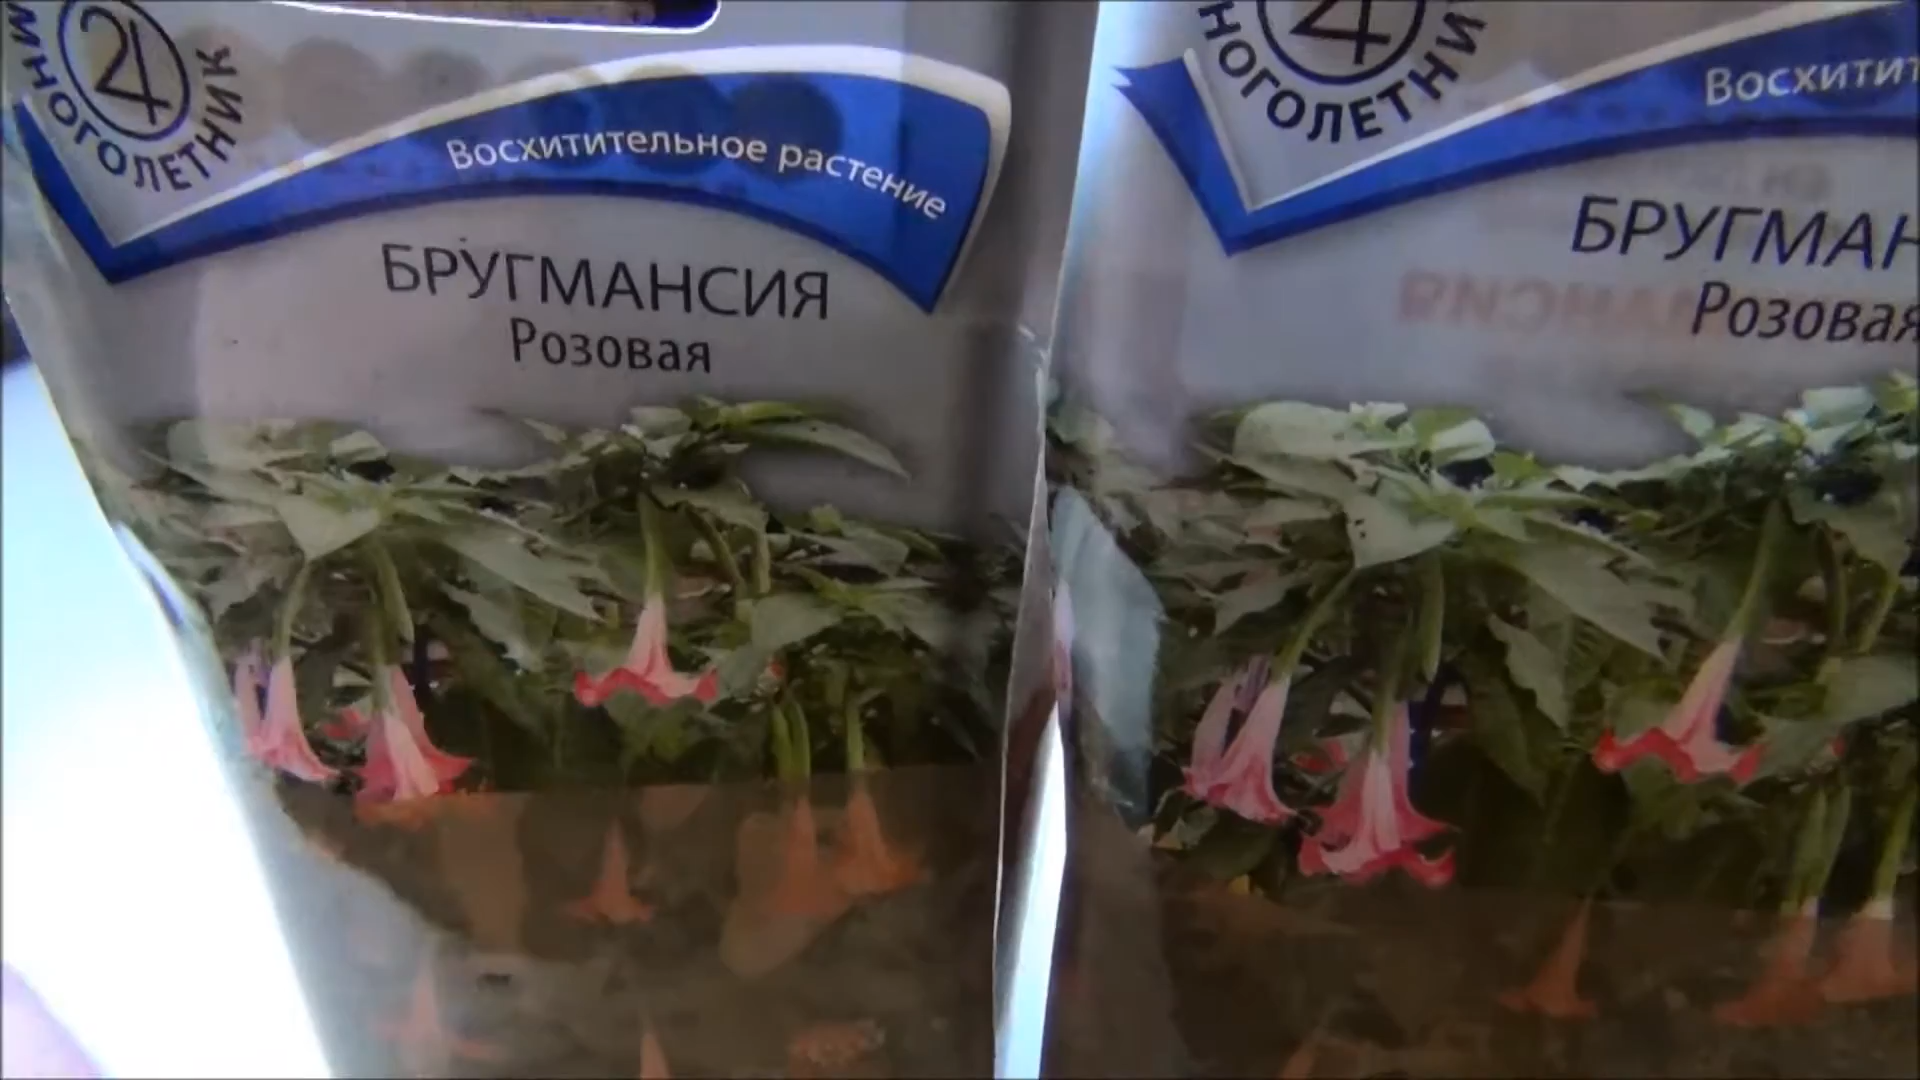 МНОГОЛЕТНИК
Восхитительное растение
БРУГМАНСИЯ
Розовая
НОГОЛЕТНИ
Восхитит
БРУГМАН
Розовая